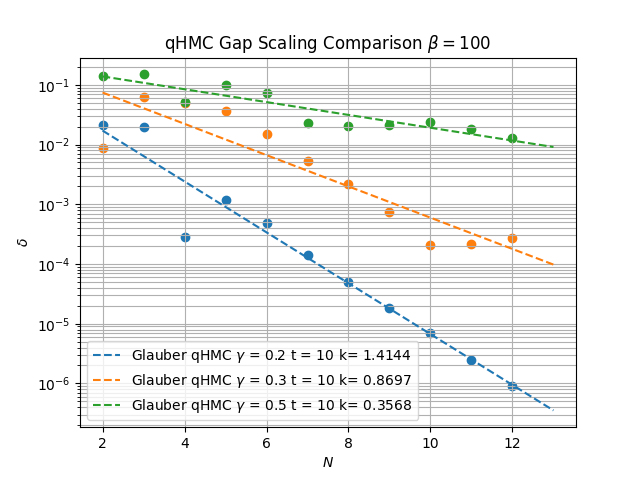 qHMC Gap Scaling Comparison β = 100
10⁻¹
10⁻²
10⁻³
10⁻⁴
10⁻⁵
10⁻⁶
δ
Glauber qHMC γ = 0.2 t = 10 k= 1.4144
Glauber qHMC γ = 0.3 t = 10 k= 0.8697
Glauber qHMC γ = 0.5 t = 10 k= 0.3568
2 4 6 8 10 12
N